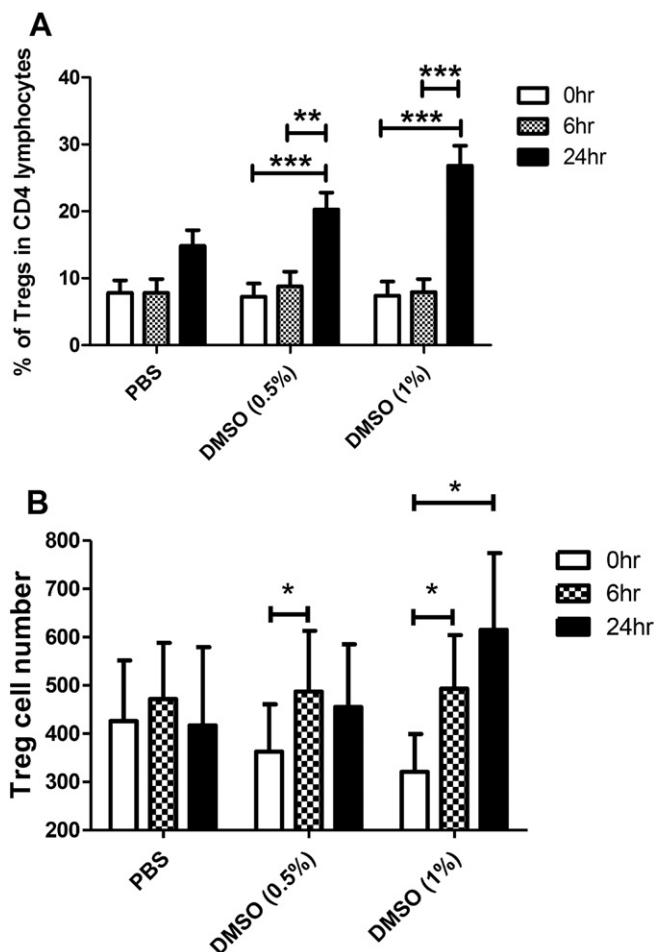 A
% of Tregs in CD4 lymphocytes
40
30
20
10
0
** 
***
***
***
0hr
6hr
24hr
PBS
DMSO (0.5%)
DMSO (1%)
B
Treg cell number
800
700
600
500
400
300
200
*
*
*
0hr
6hr
24hr
PBS
DMSO (0.5%)
DMSO (1%)